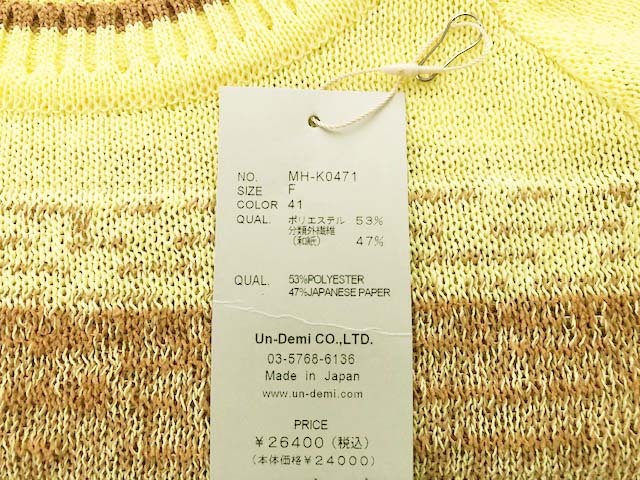 NO. MH-K0471
SIZE F
COLOR 41
QUAL. ポリエステル 53%
分類外繊維
(和紙) 47%
QUAL. 53%POLYESTER
47%JAPANESE PAPER
Un-Demi CO.,LTD.
03-5768-6136
Made in Japan
www.un-demi.com
PRICE
¥26400(税込)
(本体価格¥24000)